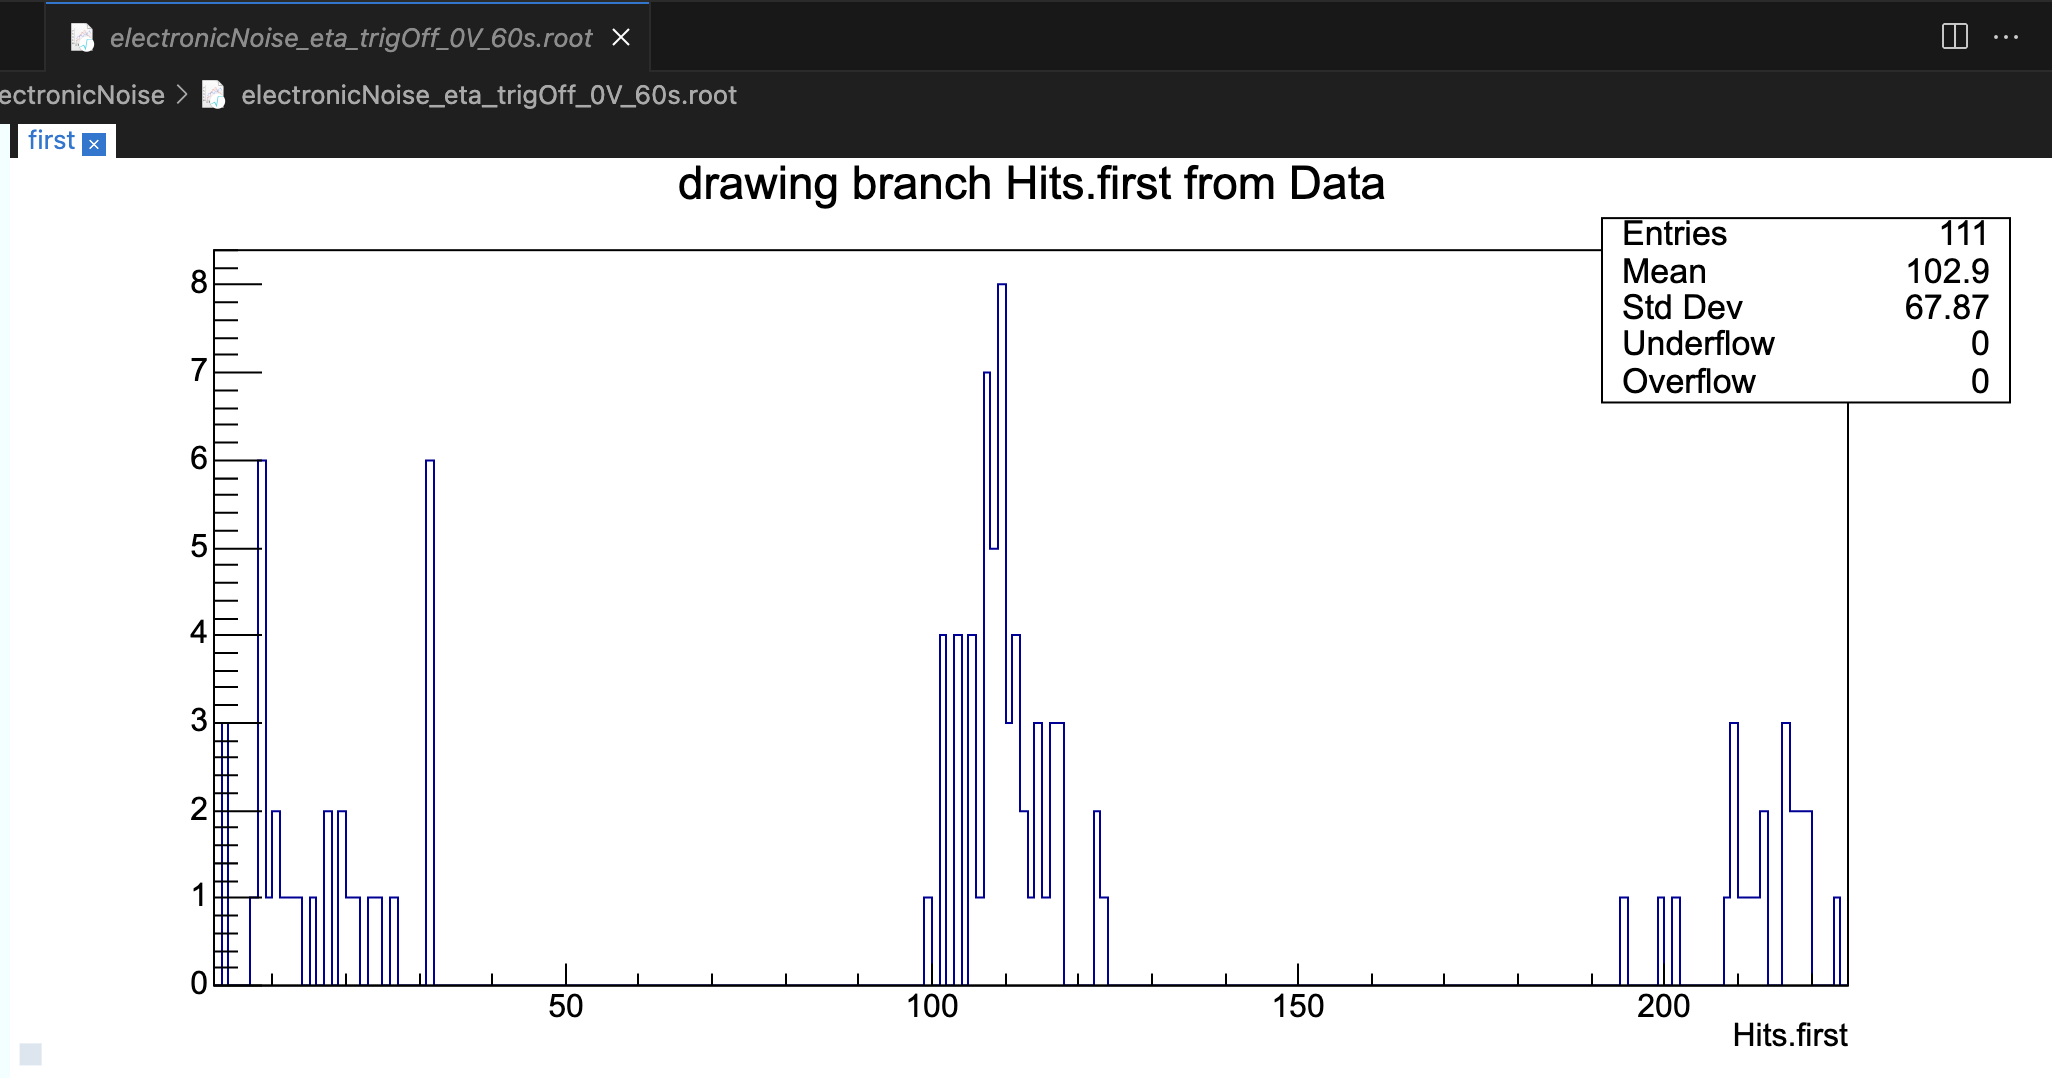 electronicNoise_eta_trigOff_0V_60s.root
ectronicNoise > electronicNoise_eta_trigOff_0V_60s.root
first
drawing branch Hits.first from Data
Entries 111
Mean 102.9
Std Dev 67.87
Underflow 0
Overflow 0
8
7
6
5
4
3
2
1
0
50 100 150 200
Hits.first